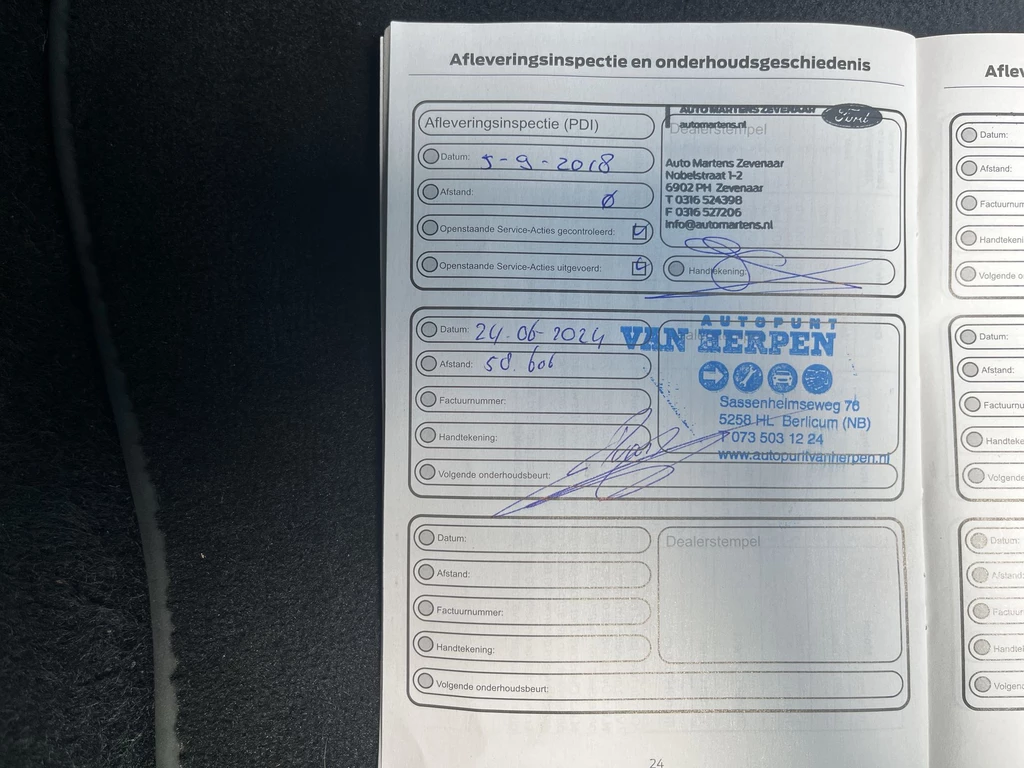 Afleveringsinspectie en onderhoudsgeschiedenis
Aflev
Afleveringsinspectie (PDI)
Datum: 5-9-2018
Afstand: Ø
Openstaande Service-Acties gecontroleerd:
Openstaande Service-Acties uitgevoerd:
AUTO MARTENS ZEVENAAR
automartens.nl
Ford
Dealerstempel
Auto Martens Zevenaar
Nobelstraat 1-2
6902 PH Zevenaar
T 0316 524398
F 0316 527206
info@automartens.nl
Handtekening:
Datum: 24-06-2024
Afstand: 58.606
Factuurnummer:
Handtekening:
Volgende onderhoudsbeurt:
AUTOPUNT
VAN HERPEN
Sassenheimseweg 76
5258 HL Berlicum (NB)
T 073 503 12 24
www.autopuntvanherpen.nl
Datum:
Afstand:
Factuurnummer:
Handtekening:
Volgende onderhoudsbeurt:
Dealerstempel
24
Datum:
Afstand:
Factuurnum
Handtekeni
Volgende o
Datum:
Afstand:
Factuurnu
Handteke
Volgende
Datum:
Afstand:
Factuur
Handtel
Volgend